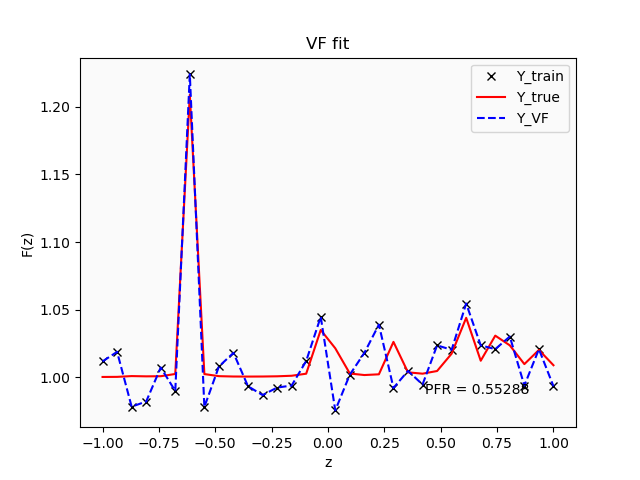 VF fit
Y_train
Y_true
Y_VF
F(z)
1.20
1.15
1.10
1.05
1.00
PFR = 0.55288
−1.00 −0.75 −0.50 −0.25 0.00 0.25 0.50 0.75 1.00
z